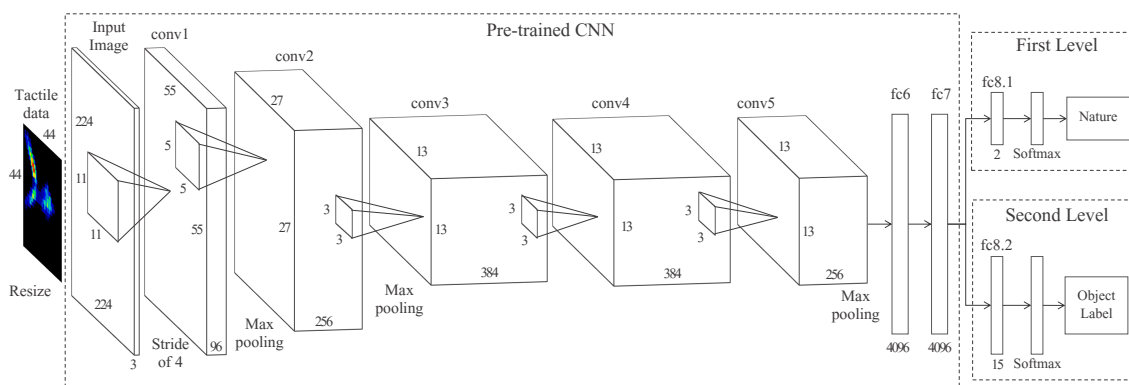 Pre-trained CNN
Input
Image
conv1
conv2
conv3
conv4
conv5
fc6
fc7
Tactile
data
44
44
Resize
224
11
11
224
3
55
5
5
55
Stride
of 4
96
27
27
Max
pooling
256
3
3
13
13
Max
pooling
384
3
3
13
13
384
3
3
13
13
256
Max
pooling
4096
4096
First Level
fc8.1
2
Softmax
Nature
Second Level
fc8.2
15
Softmax
Object
Label